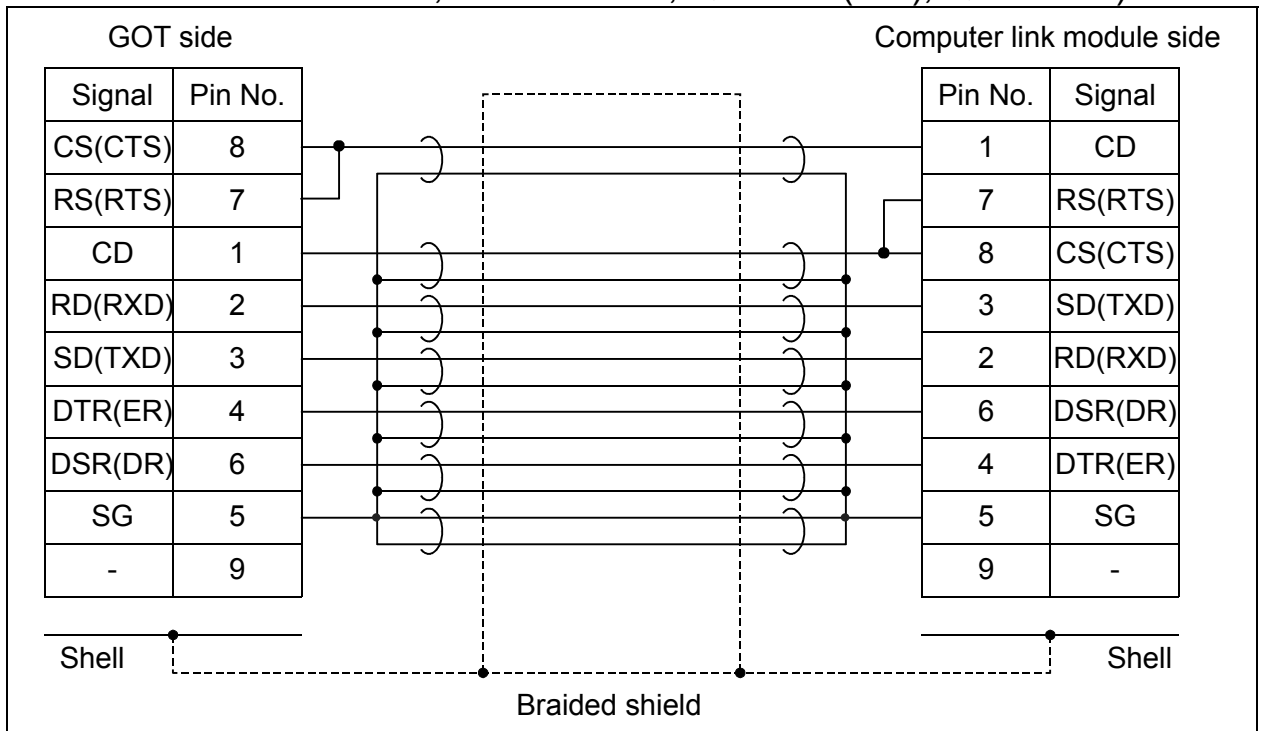 GOT side Computer link module side
Signal Pin No. Pin No. Signal
CS(CTS) 8 1 CD
RS(RTS) 7 7 RS(RTS)
CD 1 8 CS(CTS)
RD(RXD) 2 3 SD(TXD)
SD(TXD) 3 2 RD(RXD)
DTR(ER) 4 6 DSR(DR)
DSR(DR) 6 4 DTR(ER)
SG 5 5 SG
- 9 9 -
Shell Shell
Braided shield